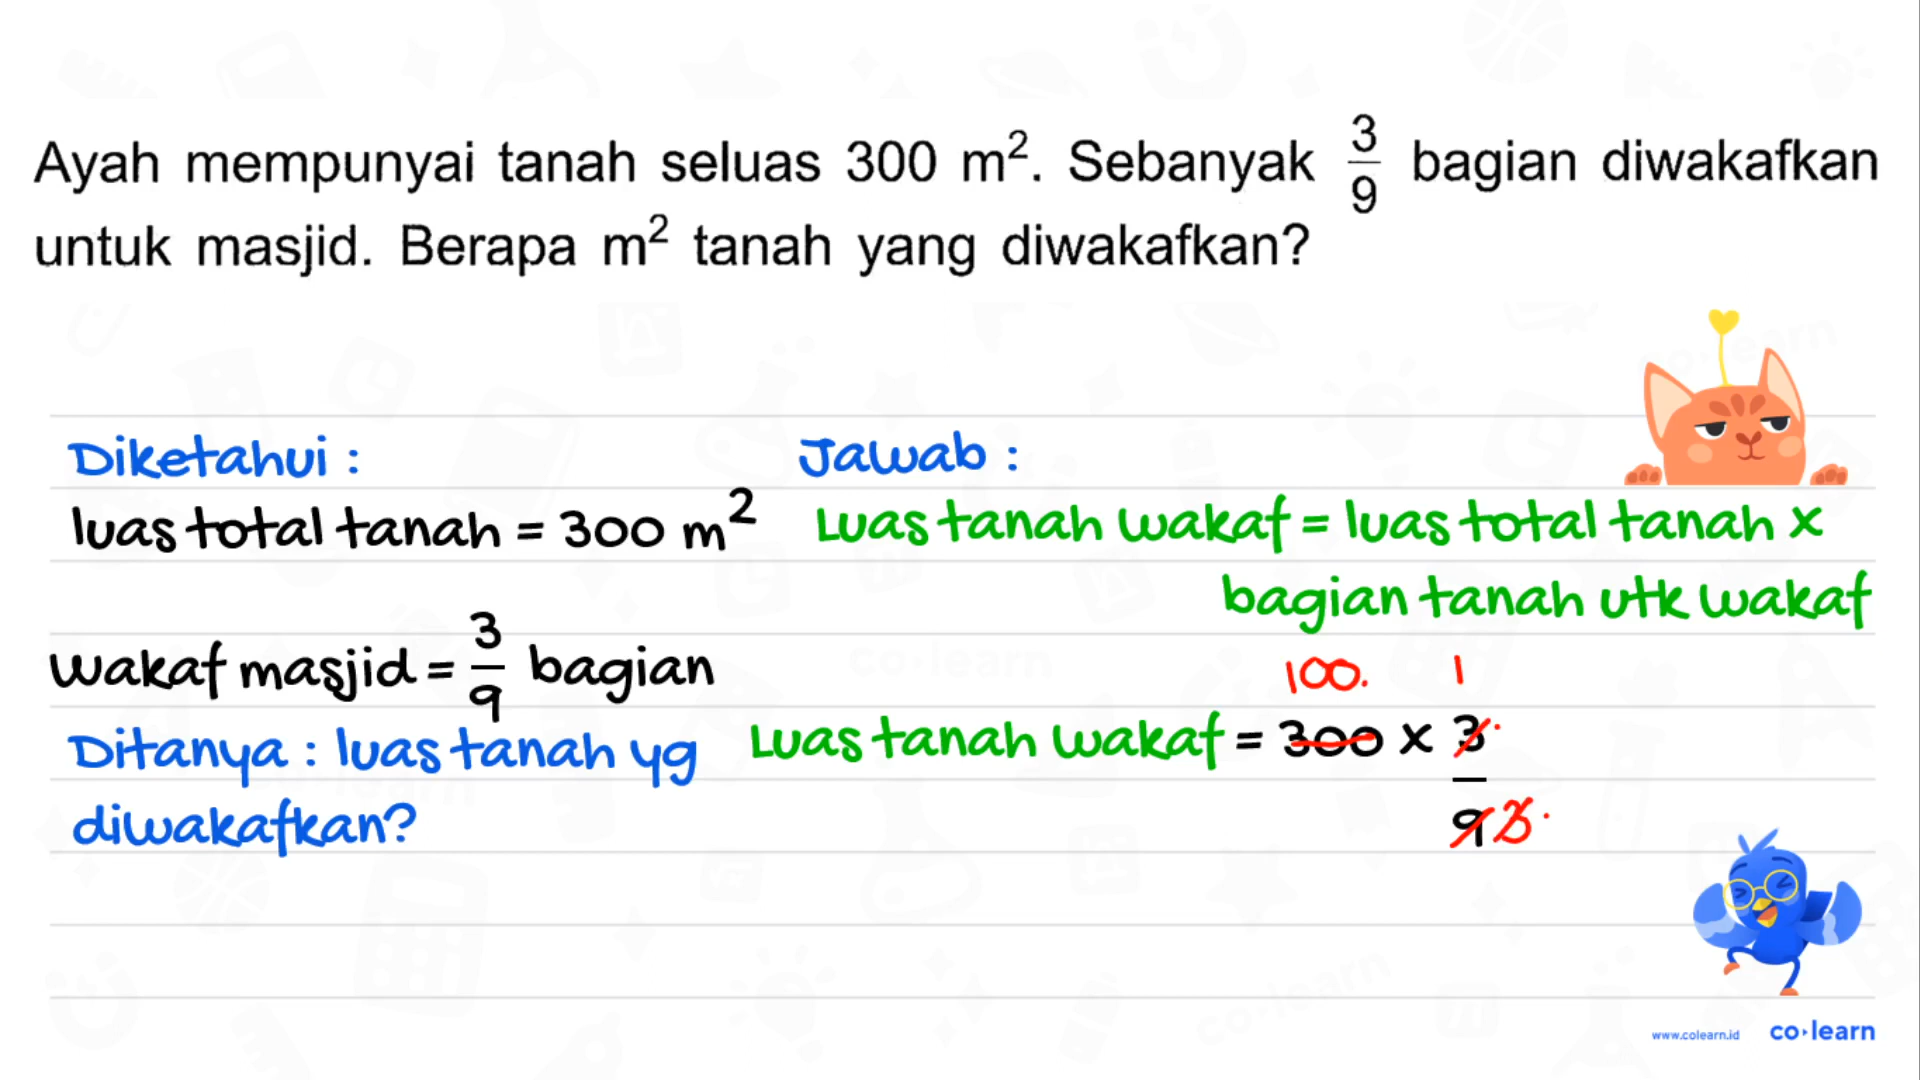 Ayah mempunyai tanah seluas 300 m². Sebanyak 3/9 bagian diwakafkan
untuk masjid. Berapa m² tanah yang diwakafkan?
Diketahui :
luas total tanah = 300 m²
wakaf masjid = 3/9 bagian
Ditanya : luas tanah yg
diwakafkan?
Jawab :
Luas tanah wakaf = luas total tanah x
bagian tanah utk wakaf
100. 1
Luas tanah wakaf = 300 x 3
9 3
www.colearn.id co·learn